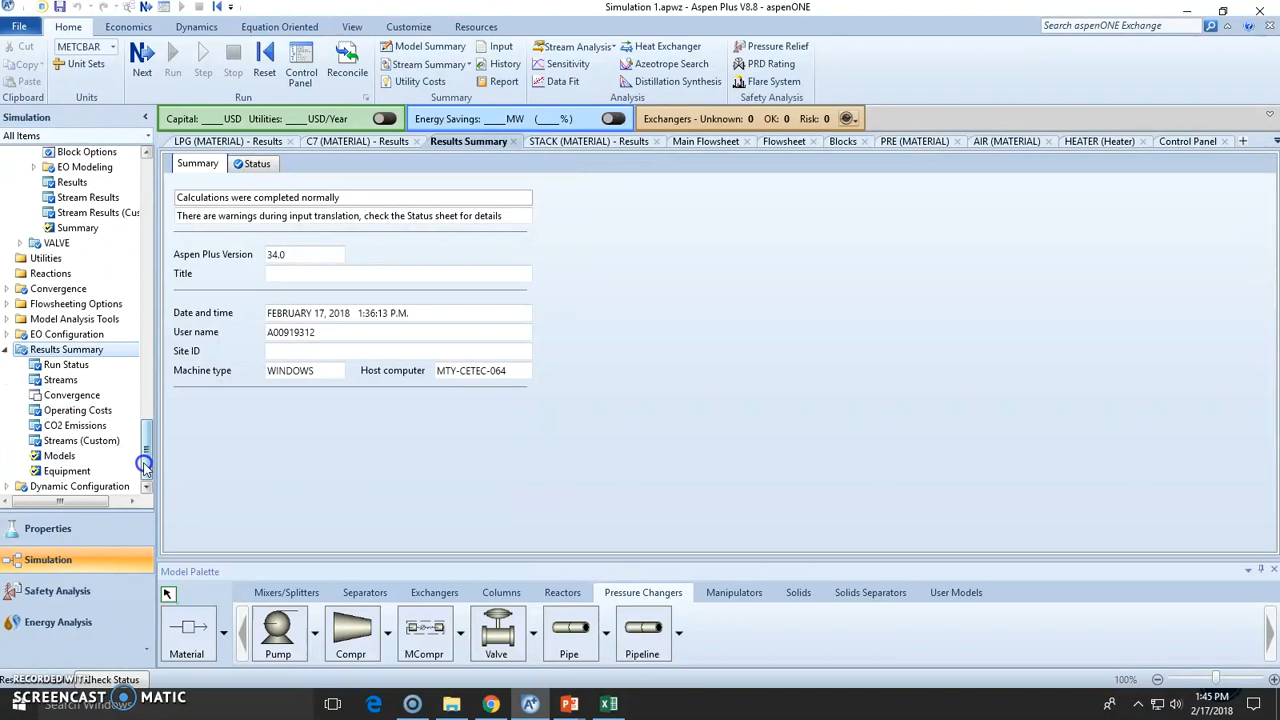 Simulation 1.apwz - Aspen Plus V8.8 - aspenONE
File Home Economics Dynamics Equation Oriented View Customize Resources Search aspenONE Exchange
Cut METCBAR Model Summary Input Stream Analysis Heat Exchanger Pressure Relief
Copy Unit Sets Stream Summary History Sensitivity Azeotrope Search PRD Rating
Paste Next Run Step Stop Reset Control Panel Reconcile Utility Costs Report Data Fit Distillation Synthesis Flare System
Clipboard Units Run Summary Analysis Safety Analysis
Simulation Capital: ____ USD Utilities: ____ USD/Year Energy Savings: ____ MW (____ %) Exchangers - Unknown: 0 OK: 0 Risk: 0
All Items LPG (MATERIAL) - Results C7 (MATERIAL) - Results Results Summary STACK (MATERIAL) - Results Main Flowsheet Flowsheet Blocks PRE (MATERIAL) AIR (MATERIAL) HEATER (Heater) Control Panel
Block Options
EO Modeling
Results
Stream Results
Stream Results (Cus
Summary
VALVE
Utilities
Reactions
Convergence
Flowsheeting Options
Model Analysis Tools
EO Configuration
Results Summary
Run Status
Streams
Convergence
Operating Costs
CO2 Emissions
Streams (Custom)
Models
Equipment
Dynamic Configuration
Properties
Simulation
Safety Analysis
Energy Analysis
Summary Status
Calculations were completed normally
There are warnings during input translation, check the Status sheet for details
Aspen Plus Version 34.0
Title
Date and time FEBRUARY 17, 2018 1:36:13 P.M.
User name A00919312
Site ID
Machine type WINDOWS Host computer MTY-CETEC-064
Model Palette
Mixers/Splitters Separators Exchangers Columns Reactors Pressure Changers Manipulators Solids Solids Separators User Models
Material Pump Compr MCompr Valve Pipe Pipeline
Check Status 100%
RECORDED WITH
SCREENCAST MATIC
Search Windows
1:45 PM
2/17/2018